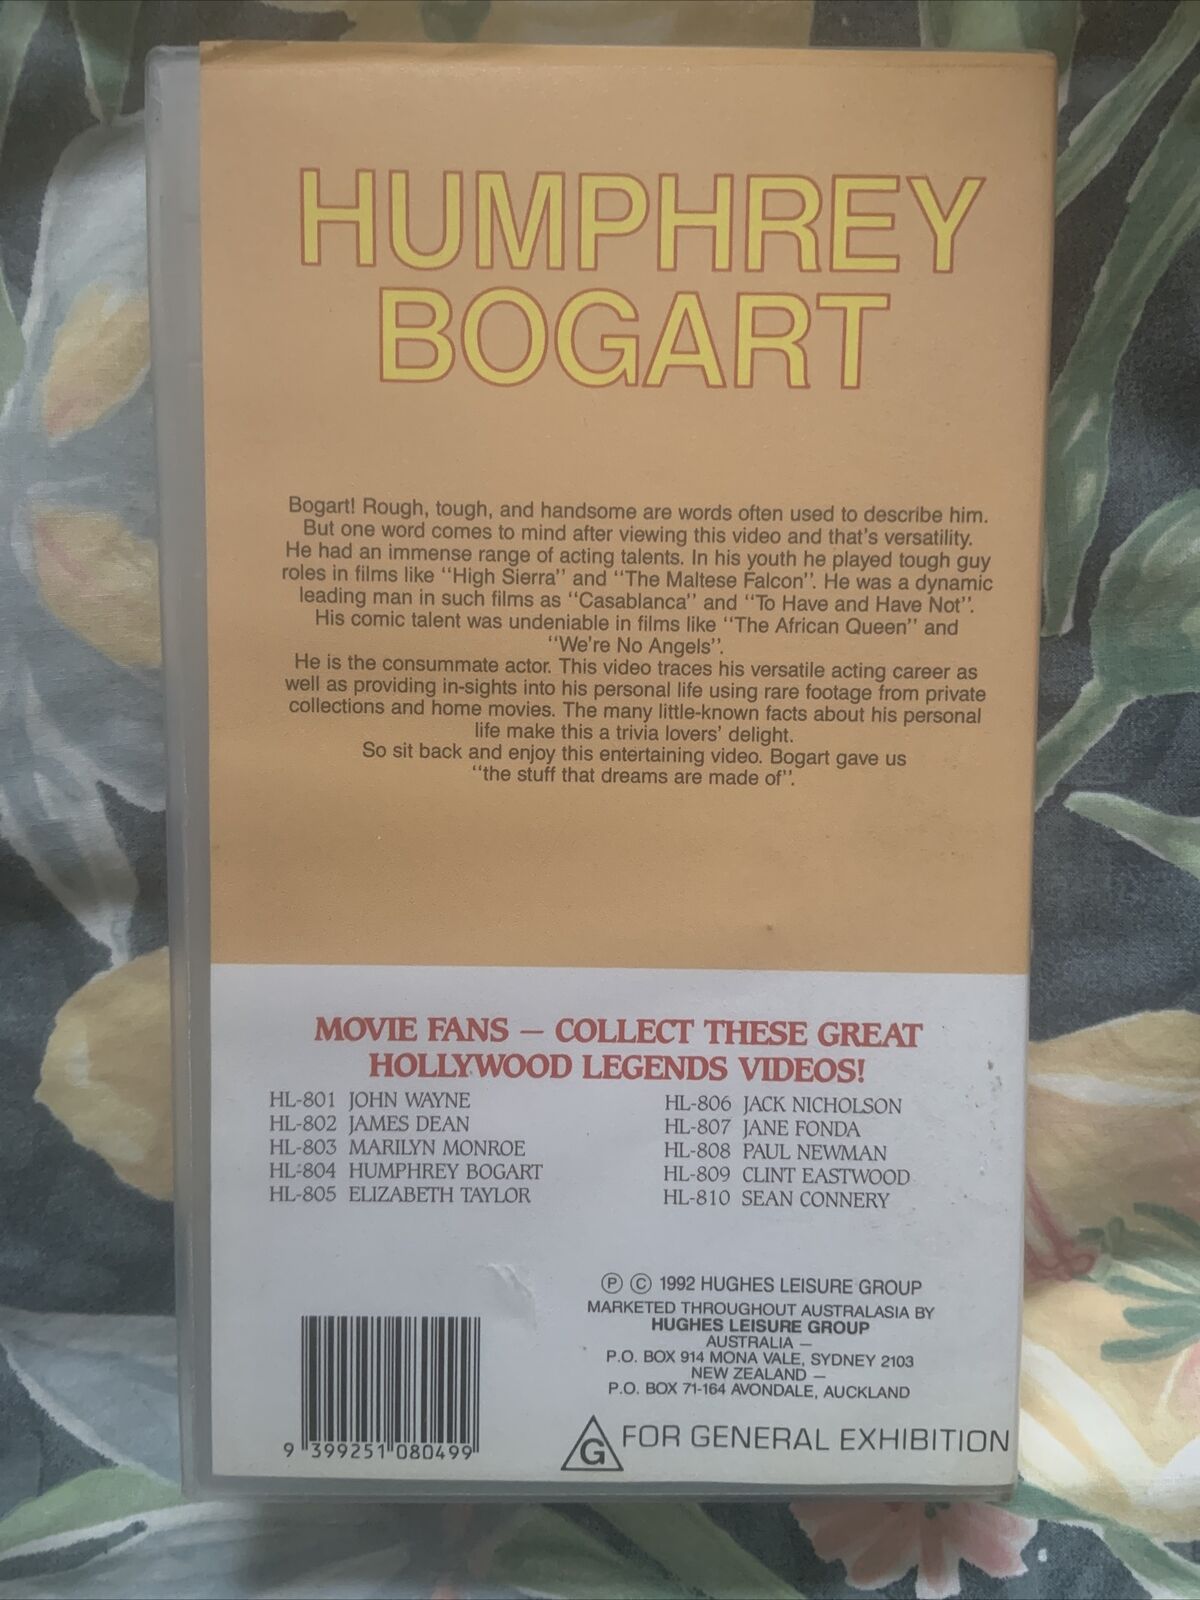 HUMPHREY
BOGART
Bogart! Rough, tough, and handsome are words often used to describe him.
But one word comes to mind after viewing this video and that's versatility.
He had an immense range of acting talents. In his youth he played tough guy
roles in films like "High Sierra" and "The Maltese Falcon". He was a dynamic
leading man in such films as "Casablanca" and "To Have and Have Not".
His comic talent was undeniable in films like "The African Queen" and
"We're No Angels".
He is the consummate actor. This video traces his versatile acting career as
well as providing in-sights into his personal life using rare footage from private
collections and home movies. The many little-known facts about his personal
life make this a trivia lovers' delight.
So sit back and enjoy this entertaining video. Bogart gave us
"the stuff that dreams are made of".
MOVIE FANS — COLLECT THESE GREAT
HOLLYWOOD LEGENDS VIDEOS!
HL-801 JOHN WAYNE
HL-802 JAMES DEAN
HL-803 MARILYN MONROE
HL-804 HUMPHREY BOGART
HL-805 ELIZABETH TAYLOR
HL-806 JACK NICHOLSON
HL-807 JANE FONDA
HL-808 PAUL NEWMAN
HL-809 CLINT EASTWOOD
HL-810 SEAN CONNERY
Ⓟ © 1992 HUGHES LEISURE GROUP
MARKETED THROUGHOUT AUSTRALASIA BY
HUGHES LEISURE GROUP
AUSTRALIA —
P.O. BOX 914 MONA VALE, SYDNEY 2103
NEW ZEALAND —
P.O. BOX 71-164 AVONDALE, AUCKLAND
9 399251 080499
G FOR GENERAL EXHIBITION